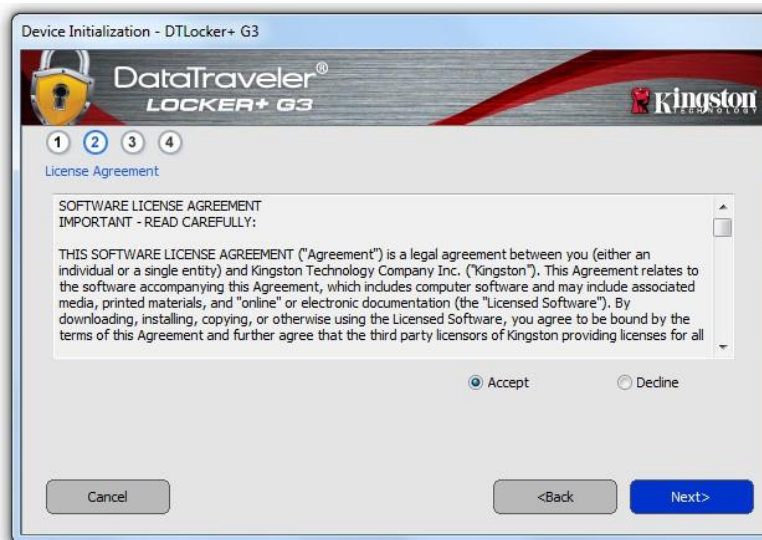 Device Initialization - DTLocker+ G3
DataTraveler®
LOCKER+ G3
Kingston
TECHNOLOGY
1 2 3 4
License Agreement
SOFTWARE LICENSE AGREEMENT
IMPORTANT - READ CAREFULLY:
THIS SOFTWARE LICENSE AGREEMENT ("Agreement") is a legal agreement between you (either an
individual or a single entity) and Kingston Technology Company Inc. ("Kingston"). This Agreement relates to
the software accompanying this Agreement, which includes computer software and may include associated
media, printed materials, and "online" or electronic documentation (the "Licensed Software"). By
downloading, installing, copying, or otherwise using the Licensed Software, you agree to be bound by the
terms of this Agreement and further agree that the third party licensors of Kingston providing licenses for all
Accept Decline
Cancel <Back Next>